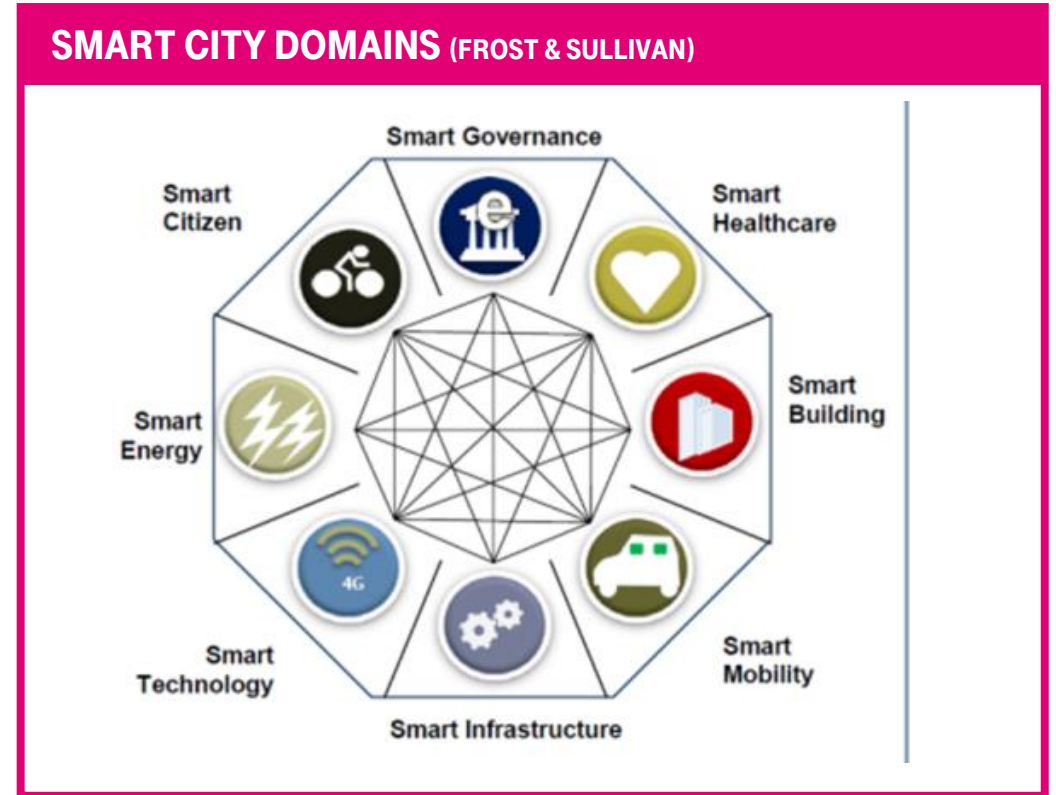 SMART CITY DOMAINS (FROST & SULLIVAN)
Smart Governance
Smart
Citizen
Smart
Healthcare
e
Smart
Building
Smart
Energy
4G
Smart
Technology
Smart
Mobility
Smart Infrastructure